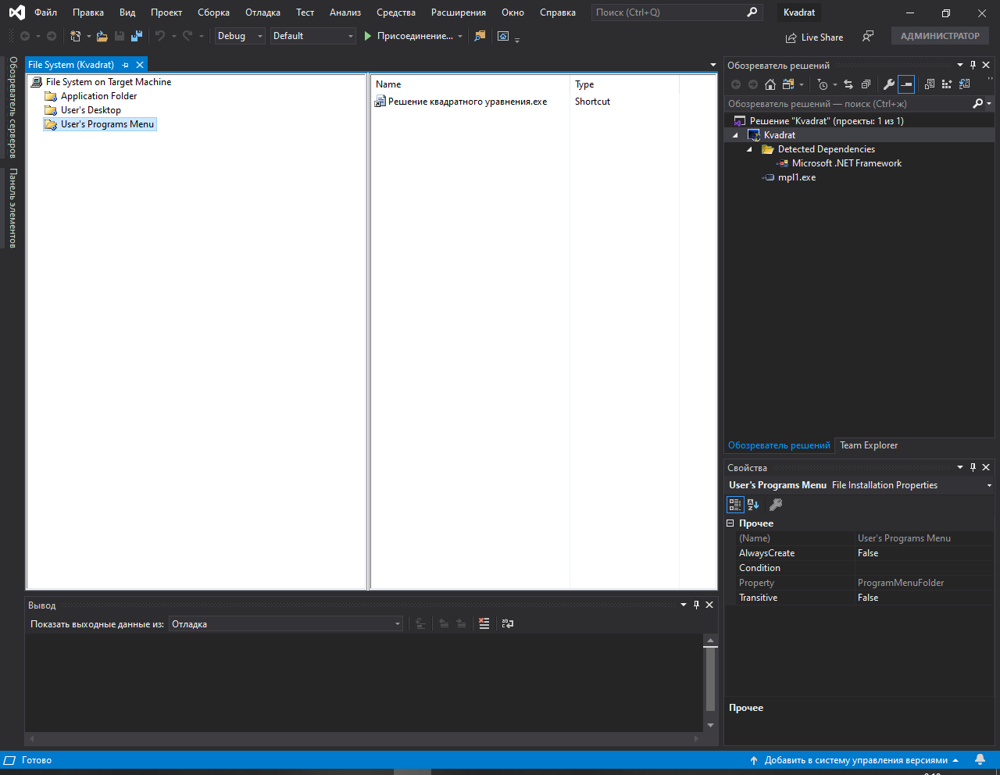 Файл Правка Вид Проект Сборка Отладка Тест Анализ Средства Расширения Окно Справка Поиск (Ctrl+Q) Kvadrat
Debug Default Присоединение... Live Share АДМИНИСТРАТОР
Обозреватель серверов
Панель элементов
File System (Kvadrat)
File System on Target Machine
Application Folder
User's Desktop
User's Programs Menu
Name Type
Решение квадратного уравнения.exe Shortcut
Обозреватель решений
Обозреватель решений — поиск (Ctrl+ж)
Решение "Kvadrat" (проекты: 1 из 1)
Kvadrat
Detected Dependencies
Microsoft .NET Framework
mpl1.exe
Обозреватель решений Team Explorer
Свойства
User's Programs Menu File Installation Properties
Прочее
(Name) User's Programs Menu
AlwaysCreate False
Condition
Property ProgramMenuFolder
Transitive False
Прочее
Вывод
Показать выходные данные из: Отладка
Готово Добавить в систему управления версиями